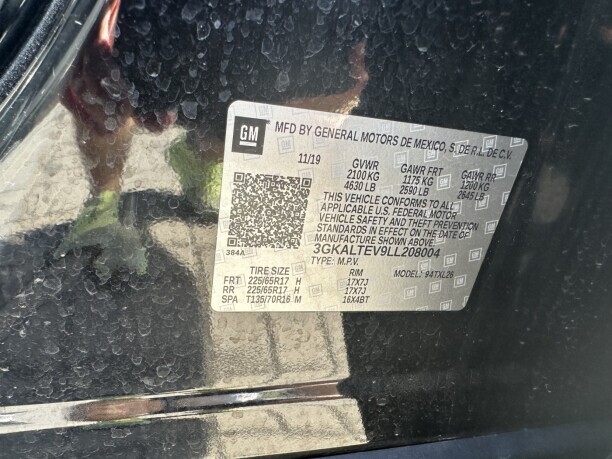 GM
MFD BY GENERAL MOTORS DE MEXICO, S. DE R.L. DE C.V.
11/19 GVWR GAWR FRT GAWR RR
2100 KG 1175 KG 1200 KG
4630 LB 2590 LB 2645 LB
THIS VEHICLE CONFORMS TO ALL
APPLICABLE U.S. FEDERAL MOTOR
VEHICLE SAFETY AND THEFT PREVENTION
STANDARDS IN EFFECT ON THE DATE OF
MANUFACTURE SHOWN ABOVE.
384A 3GKALTEV9LL208004
TYPE: M.P.V. MODEL: 94TXL26
TIRE SIZE RIM
FRT 225/65R17 H 17X7J
RR 225/65R17 H 17X7J
SPA T135/70R16 M 16X4BT